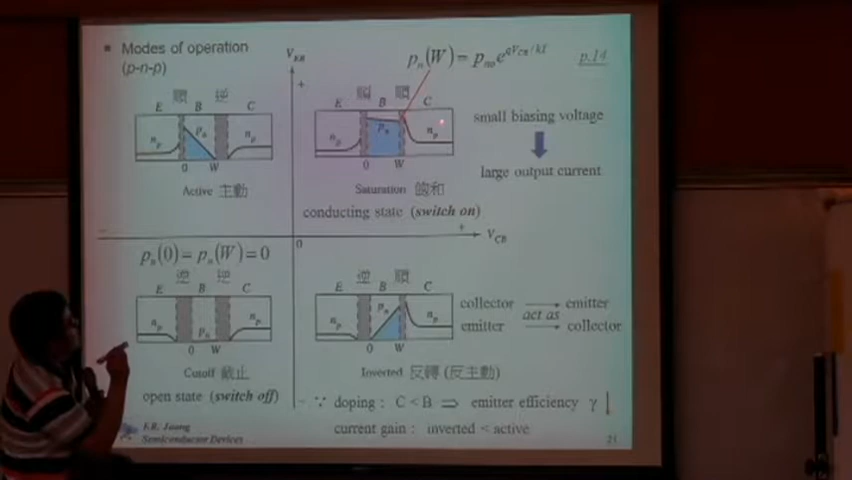 ▪ Modes of operation
(p-n-p)
V_EB
+
p_n(W) = p_no e^{qV_CB/kT}
p.14
順 逆
E B C
n_p p_n n_p
0 W
Active 主動
順 順
E B C
n_p p_n n_p
0 W
Saturation 飽和
conducting state (switch on)
small biasing voltage
large output current
− + V_CB
0
p_n(0) = p_n(W) = 0
逆 逆
E B C
n_p p_n n_p
0 W
Cutoff 截止
open state (switch off)
逆 順
E B C
n_p p_n n_p
0 W
Inverted 反轉 (反主動)
collector → emitter
act as
emitter → collector
−
∵ doping : C < B ⇒ emitter efficiency γ ↓
current gain : inverted < active
F.R. Juang
Semiconductor Devices